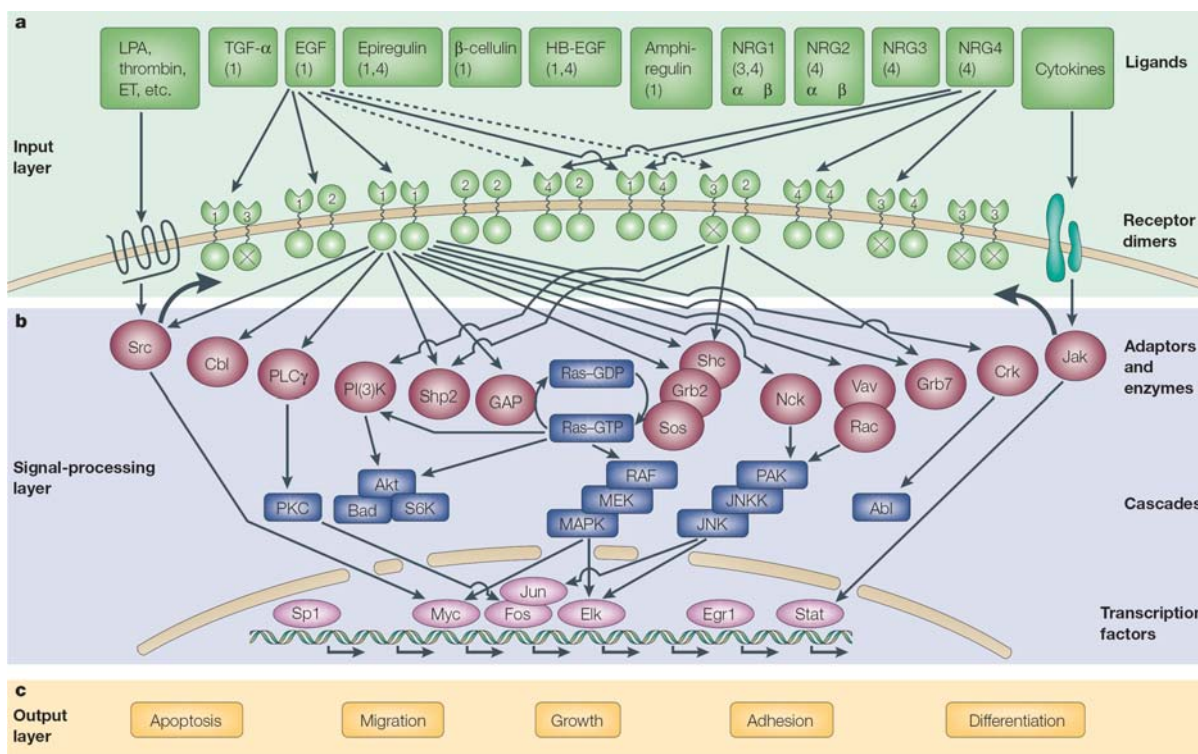 a
LPA,
thrombin,
ET, etc.
TGF-α
(1)
EGF
(1)
Epiregulin
(1,4)
β-cellulin
(1)
HB-EGF
(1,4)
Amphi-
regulin
(1)
NRG1
(3,4)
α β
NRG2
(4)
α β
NRG3
(4)
NRG4
(4)
Cytokines
Ligands
Input
layer
1 3
1 2
1 1
2 2
4 2
1 4
3 2
4 4
3 4
3 3
Receptor
dimers
b
Src
Cbl
PLCγ
PI(3)K
Shp2
GAP
Ras–GDP
Ras–GTP
Shc
Grb2
Sos
Nck
Vav
Rac
Grb7
Crk
Jak
Adaptors
and
enzymes
Signal-processing
layer
PKC
Akt
Bad
S6K
RAF
MEK
MAPK
PAK
JNKK
JNK
Abl
Cascades
Sp1
Myc
Jun
Fos
Elk
Egr1
Stat
Transcription
factors
c
Output
layer
Apoptosis
Migration
Growth
Adhesion
Differentiation